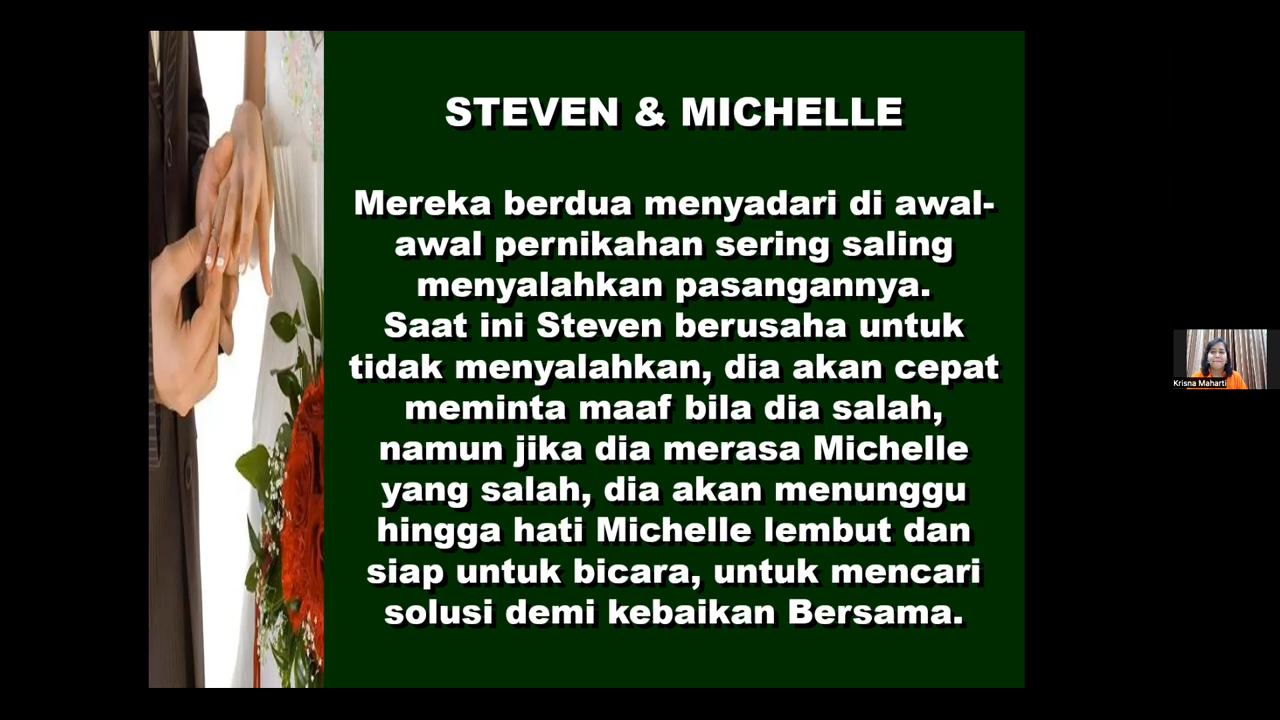 STEVEN & MICHELLE
Mereka berdua menyadari di awal-
awal pernikahan sering saling
menyalahkan pasangannya.
Saat ini Steven berusaha untuk
tidak menyalahkan, dia akan cepat
meminta maaf bila dia salah,
namun jika dia merasa Michelle
yang salah, dia akan menunggu
hingga hati Michelle lembut dan
siap untuk bicara, untuk mencari
solusi demi kebaikan Bersama.
Krisna Maharti